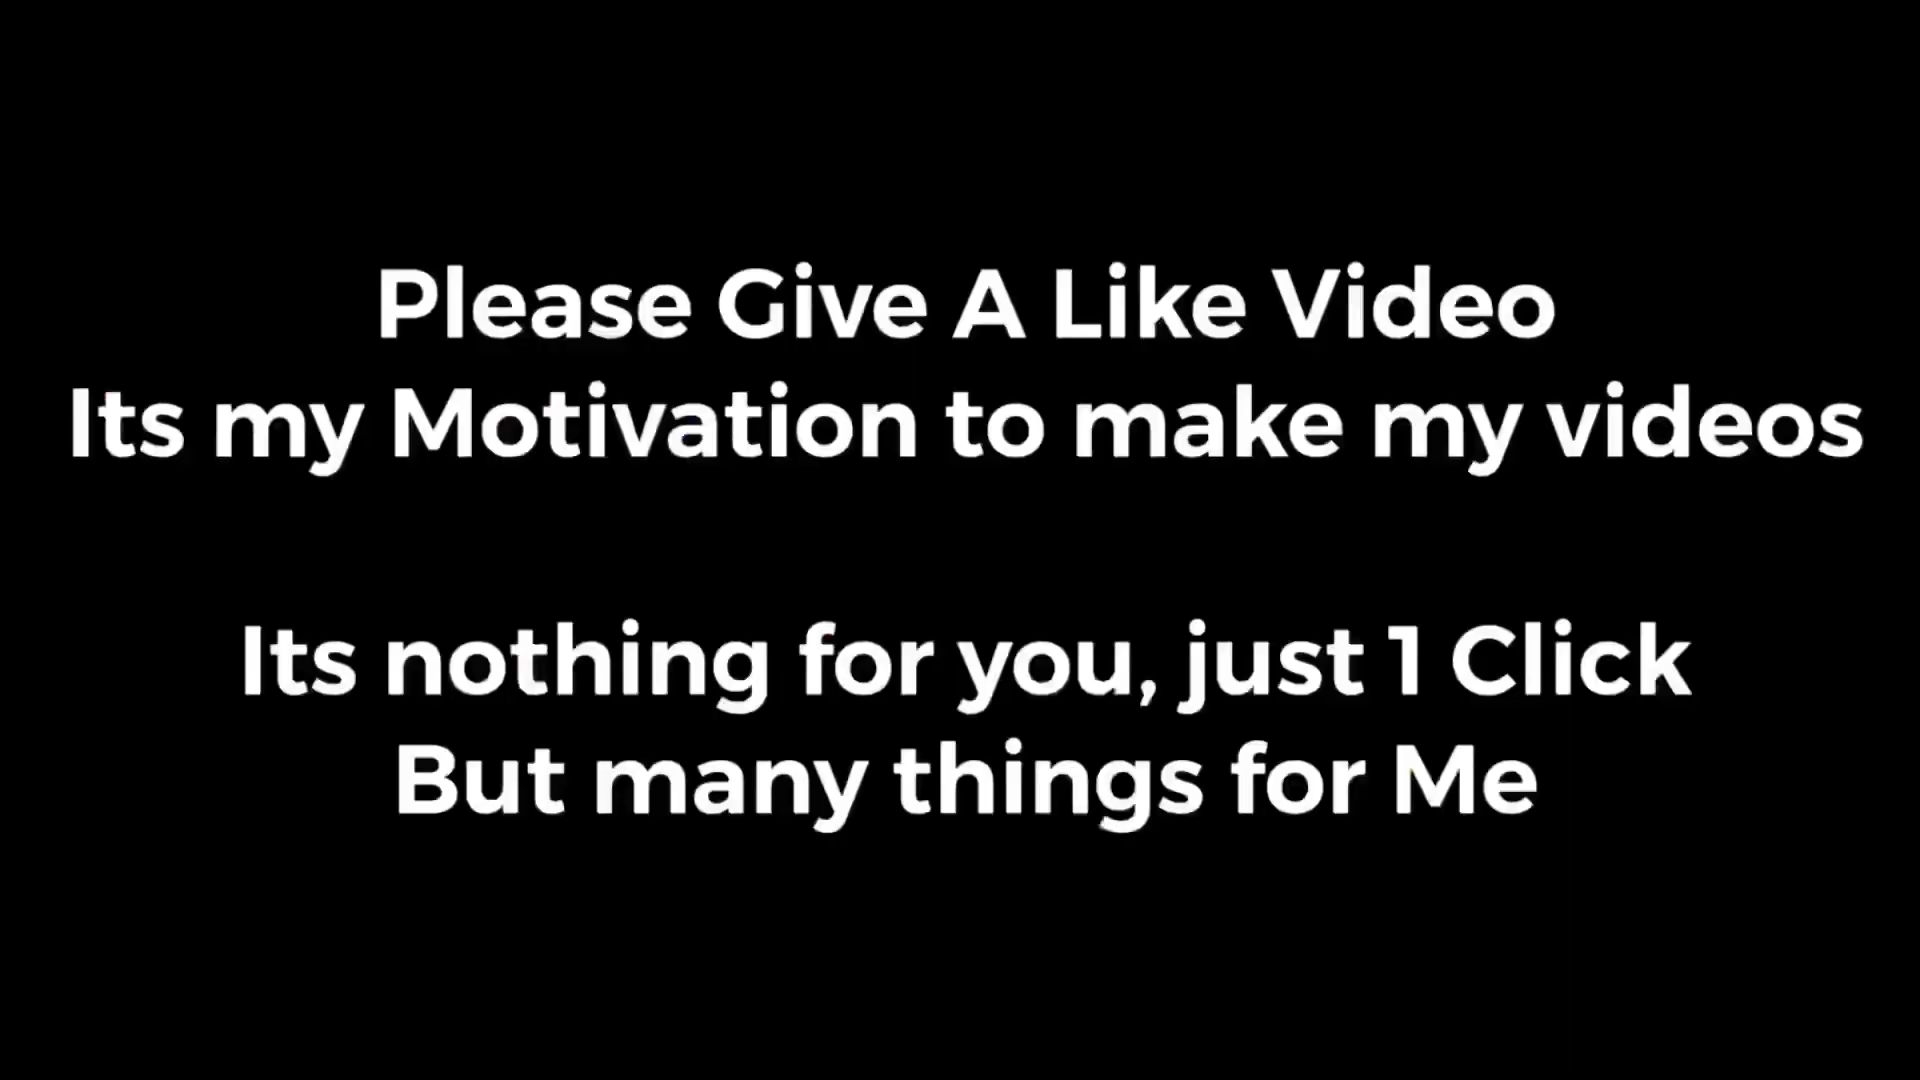 Please Give A Like Video
Its my Motivation to make my videos
Its nothing for you, just 1 Click
But many things for Me